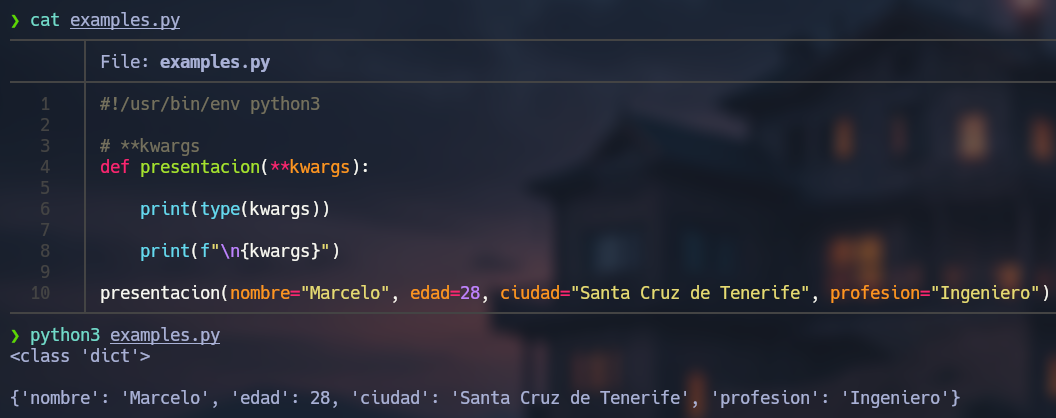 ❯ cat examples.py
File: examples.py
1 #!/usr/bin/env python3
2
3 # **kwargs
4 def presentacion(**kwargs):
5
6     print(type(kwargs))
7
8     print(f"\n{kwargs}")
9
10 presentacion(nombre="Marcelo", edad=28, ciudad="Santa Cruz de Tenerife", profesion="Ingeniero")
❯ python3 examples.py
<class 'dict'>
{'nombre': 'Marcelo', 'edad': 28, 'ciudad': 'Santa Cruz de Tenerife', 'profesion': 'Ingeniero'}